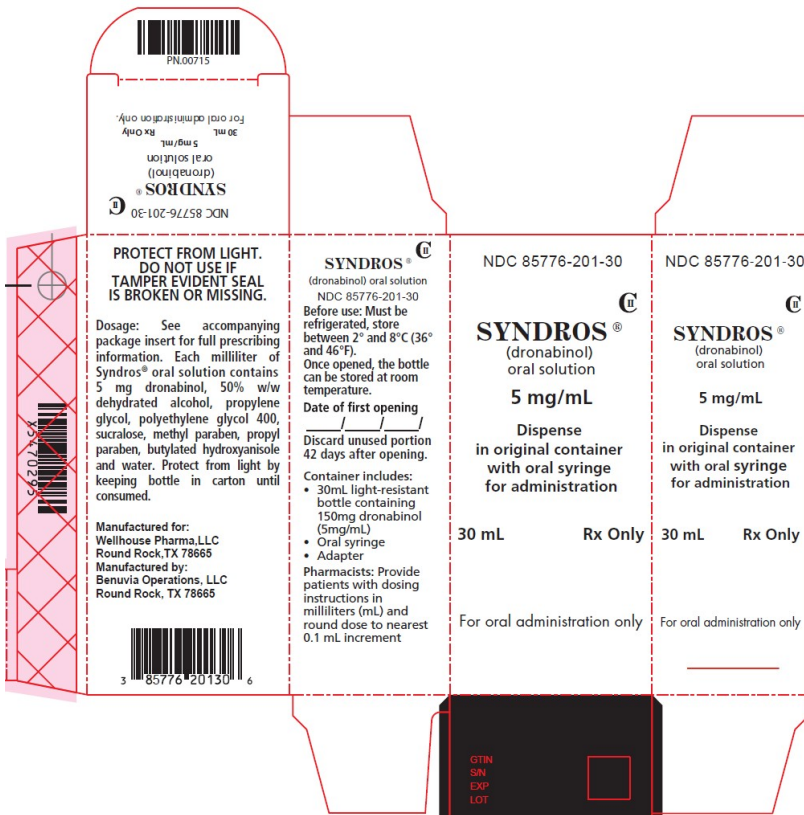 PN.00715
NDC 85776-201-30
CII
SYNDROS ®
(dronabinol)
oral solution
5 mg/mL
30 mL Rx Only
For oral administration only.
PROTECT FROM LIGHT.
DO NOT USE IF
TAMPER EVIDENT SEAL
IS BROKEN OR MISSING.
Dosage: See accompanying
package insert for full prescribing
information. Each milliliter of
Syndros® oral solution contains
5 mg dronabinol, 50% w/w
dehydrated alcohol, propylene
glycol, polyethylene glycol 400,
sucralose, methyl paraben, propyl
paraben, butylated hydroxyanisole
and water. Protect from light by
keeping bottle in carton until
consumed.
Manufactured for:
Wellhouse Pharma,LLC
Round Rock,TX 78665
Manufactured by:
Benuvia Operations, LLC
Round Rock, TX 78665
3 85776 20130 6
X5470295
CII
SYNDROS ®
(dronabinol) oral solution
NDC 85776-201-30
Before use: Must be
refrigerated, store
between 2° and 8°C (36°
and 46°F).
Once opened, the bottle
can be stored at room
temperature.
Date of first opening
_____/_____/_____/
Discard unused portion
42 days after opening.
Container includes:
• 30mL light-resistant
bottle containing
150mg dronabinol
(5mg/mL)
• Oral syringe
• Adapter
Pharmacists: Provide
patients with dosing
instructions in
milliliters (mL) and
round dose to nearest
0.1 mL increment
NDC 85776-201-30
CII
SYNDROS ®
(dronabinol)
oral solution
5 mg/mL
Dispense
in original container
with oral syringe
for administration
30 mL Rx Only
For oral administration only
GTIN
S/N
EXP
LOT
NDC 85776-201-30
CII
SYNDROS ®
(dronabinol)
oral solution
5 mg/mL
Dispense
in original container
with oral syringe
for administration
30 mL Rx Only
For oral administration only